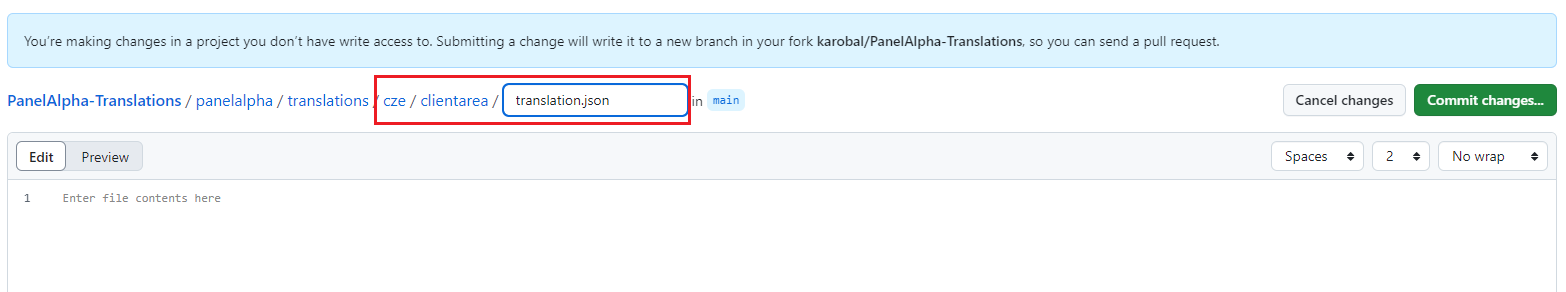 You're making changes in a project you don't have write access to. Submitting a change will write it to a new branch in your fork karobal/PanelAlpha-Translations, so you can send a pull request.
PanelAlpha-Translations / panelalpha / translations / cze / clientarea / translation.json in main Cancel changes Commit changes...
Edit Preview Spaces 2 No wrap
1 Enter file contents here